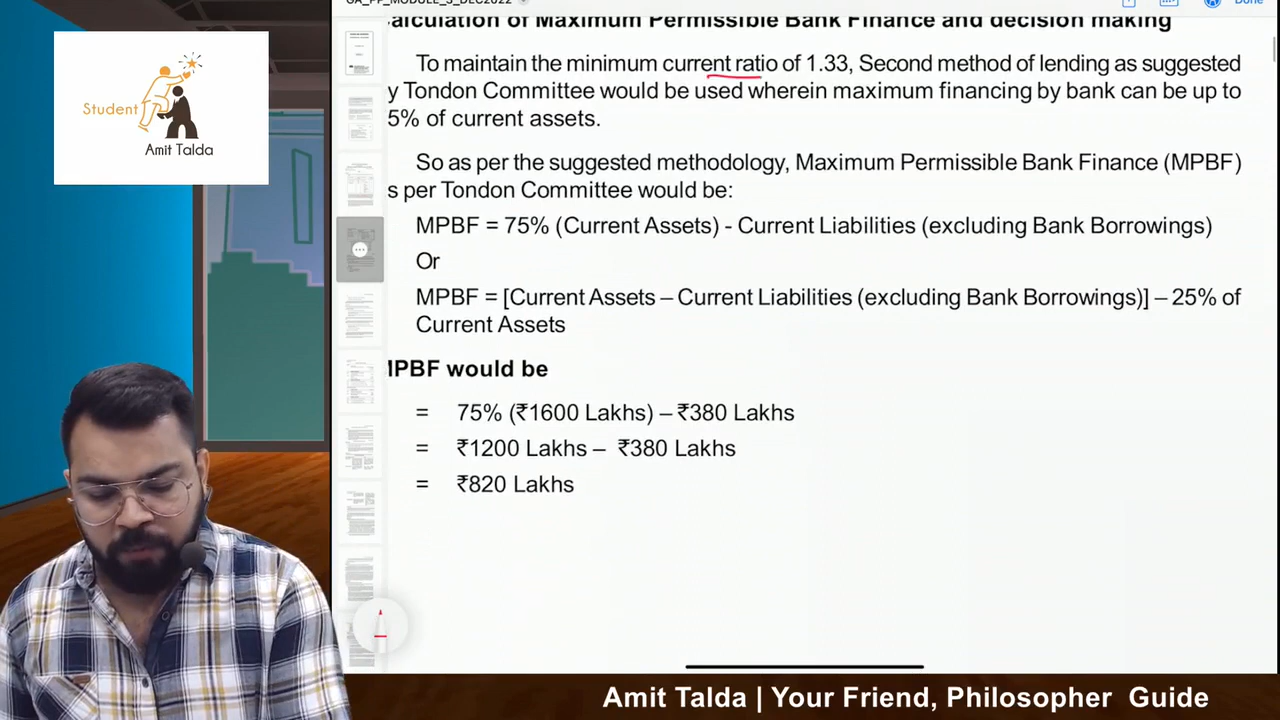 GA_PP_MODULE_3_DEC2022
Done
alculation of Maximum Permissible Bank Finance and decision making
To maintain the minimum current ratio of 1.33, Second method of lending as suggested
y Tondon Committee would be used wherein maximum financing by bank can be up to
5% of current assets.
So as per the suggested methodology, Maximum Permissible Bank Finance (MPBF)
s per Tondon Committee would be:
MPBF = 75% (Current Assets) - Current Liabilities (excluding Bank Borrowings)
Or
MPBF = [Current Assets – Current Liabilities (excluding Bank Borrowings)] – 25% of
Current Assets
MPBF would be
= 75% (₹1600 Lakhs) – ₹380 Lakhs
= ₹1200 Lakhs – ₹380 Lakhs
= ₹820 Lakhs
Student
Amit Talda
Amit Talda | Your Friend, Philosopher Guide